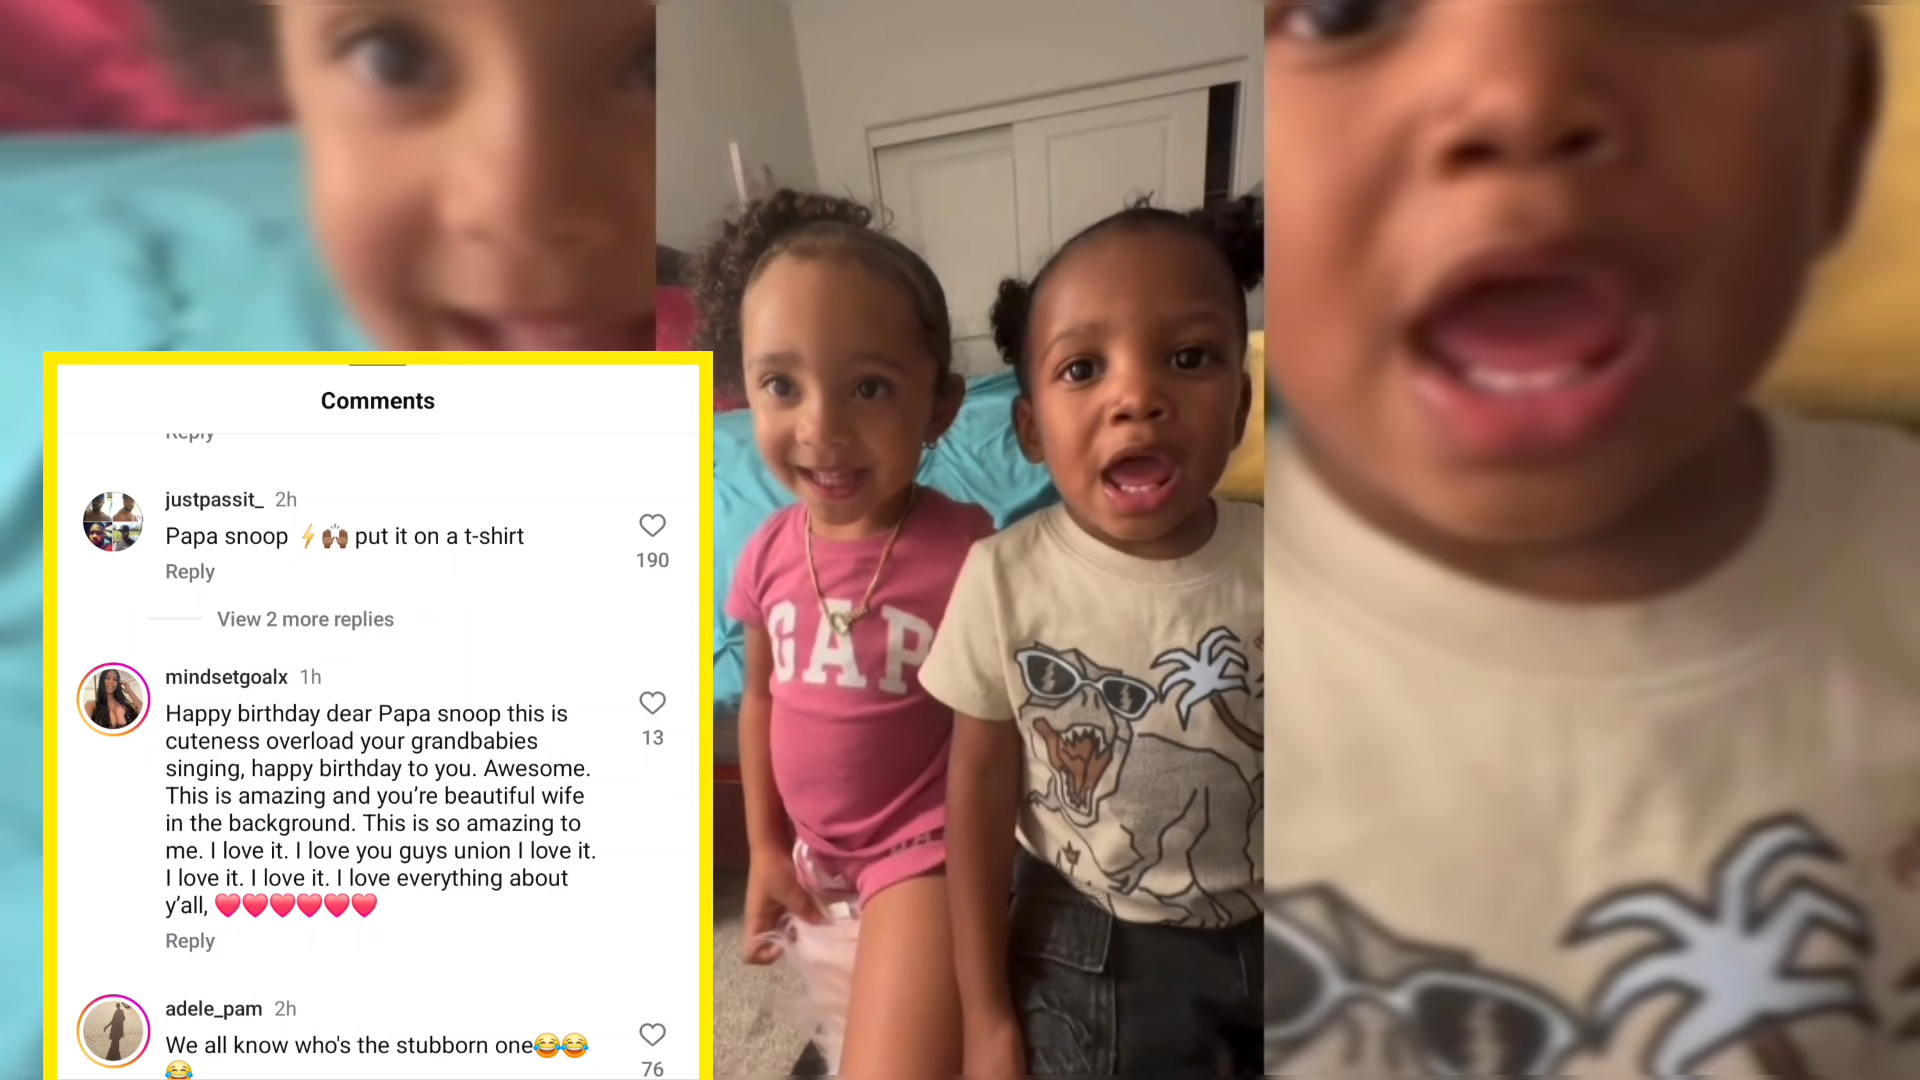 Comments
Reply
justpassit_ 2h
Papa snoop ⚡🙌🏾 put it on a t-shirt
190
Reply
View 2 more replies
mindsetgoalx 1h
Happy birthday dear Papa snoop this is
cuteness overload your grandbabies
singing, happy birthday to you. Awesome.
This is amazing and you’re beautiful wife
in the background. This is so amazing to
me. I love it. I love you guys union I love it.
I love it. I love it. I love everything about
y’all, ❤️❤️❤️❤️❤️❤️
13
Reply
adele_pam 2h
We all know who's the stubborn one😂😂
😂
76
GAP